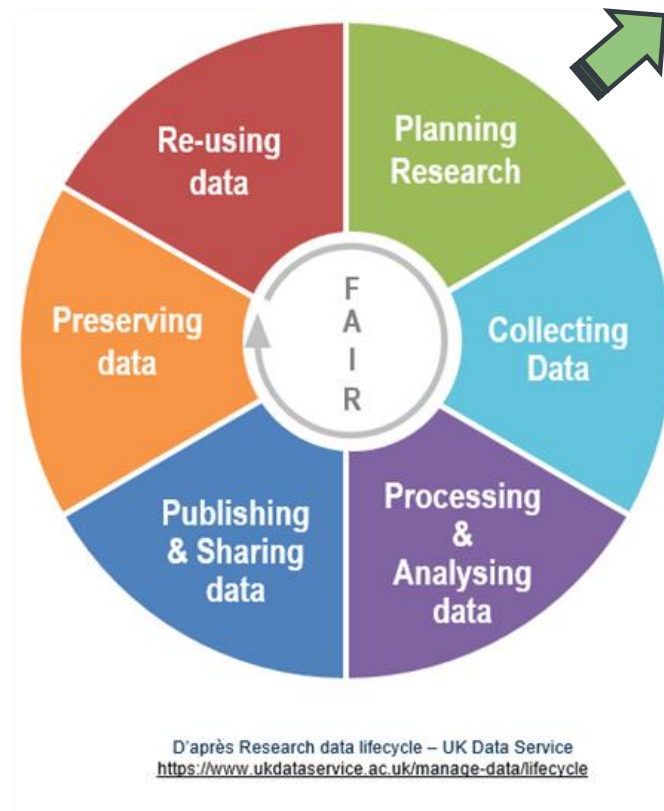 Re-using
data
Planning
Research
Preserving
data
F
A
I
R
Collecting
Data
Publishing
& Sharing
data
Processing
&
Analysing
data
D'après Research data lifecycle – UK Data Service
https://www.ukdataservice.ac.uk/manage-data/lifecycle